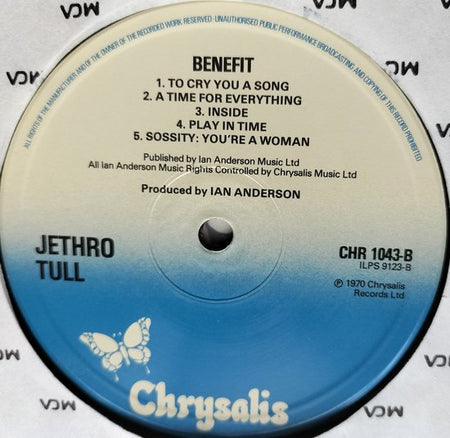 ALL RIGHTS OF THE MANUFACTURER AND OF THE OWNER OF THE RECORDED WORK RESERVED · UNAUTHORISED PUBLIC PERFORMANCE BROADCASTING AND COPYING OF THIS RECORD PROHIBITED
BENEFIT
1. TO CRY YOU A SONG
2. A TIME FOR EVERYTHING
3. INSIDE
4. PLAY IN TIME
5. SOSSITY: YOU'RE A WOMAN
Published by Ian Anderson Music Ltd
All Ian Anderson Music Rights Controlled by Chrysalis Music Ltd
Produced by IAN ANDERSON
JETHRO
TULL
CHR 1043-B
ILPS 9123-B
℗ 1970 Chrysalis
Records Ltd
Chrysalis
MCA
MCA
MCA
MCA
MCA
MCA
MCA
MCA
MCA